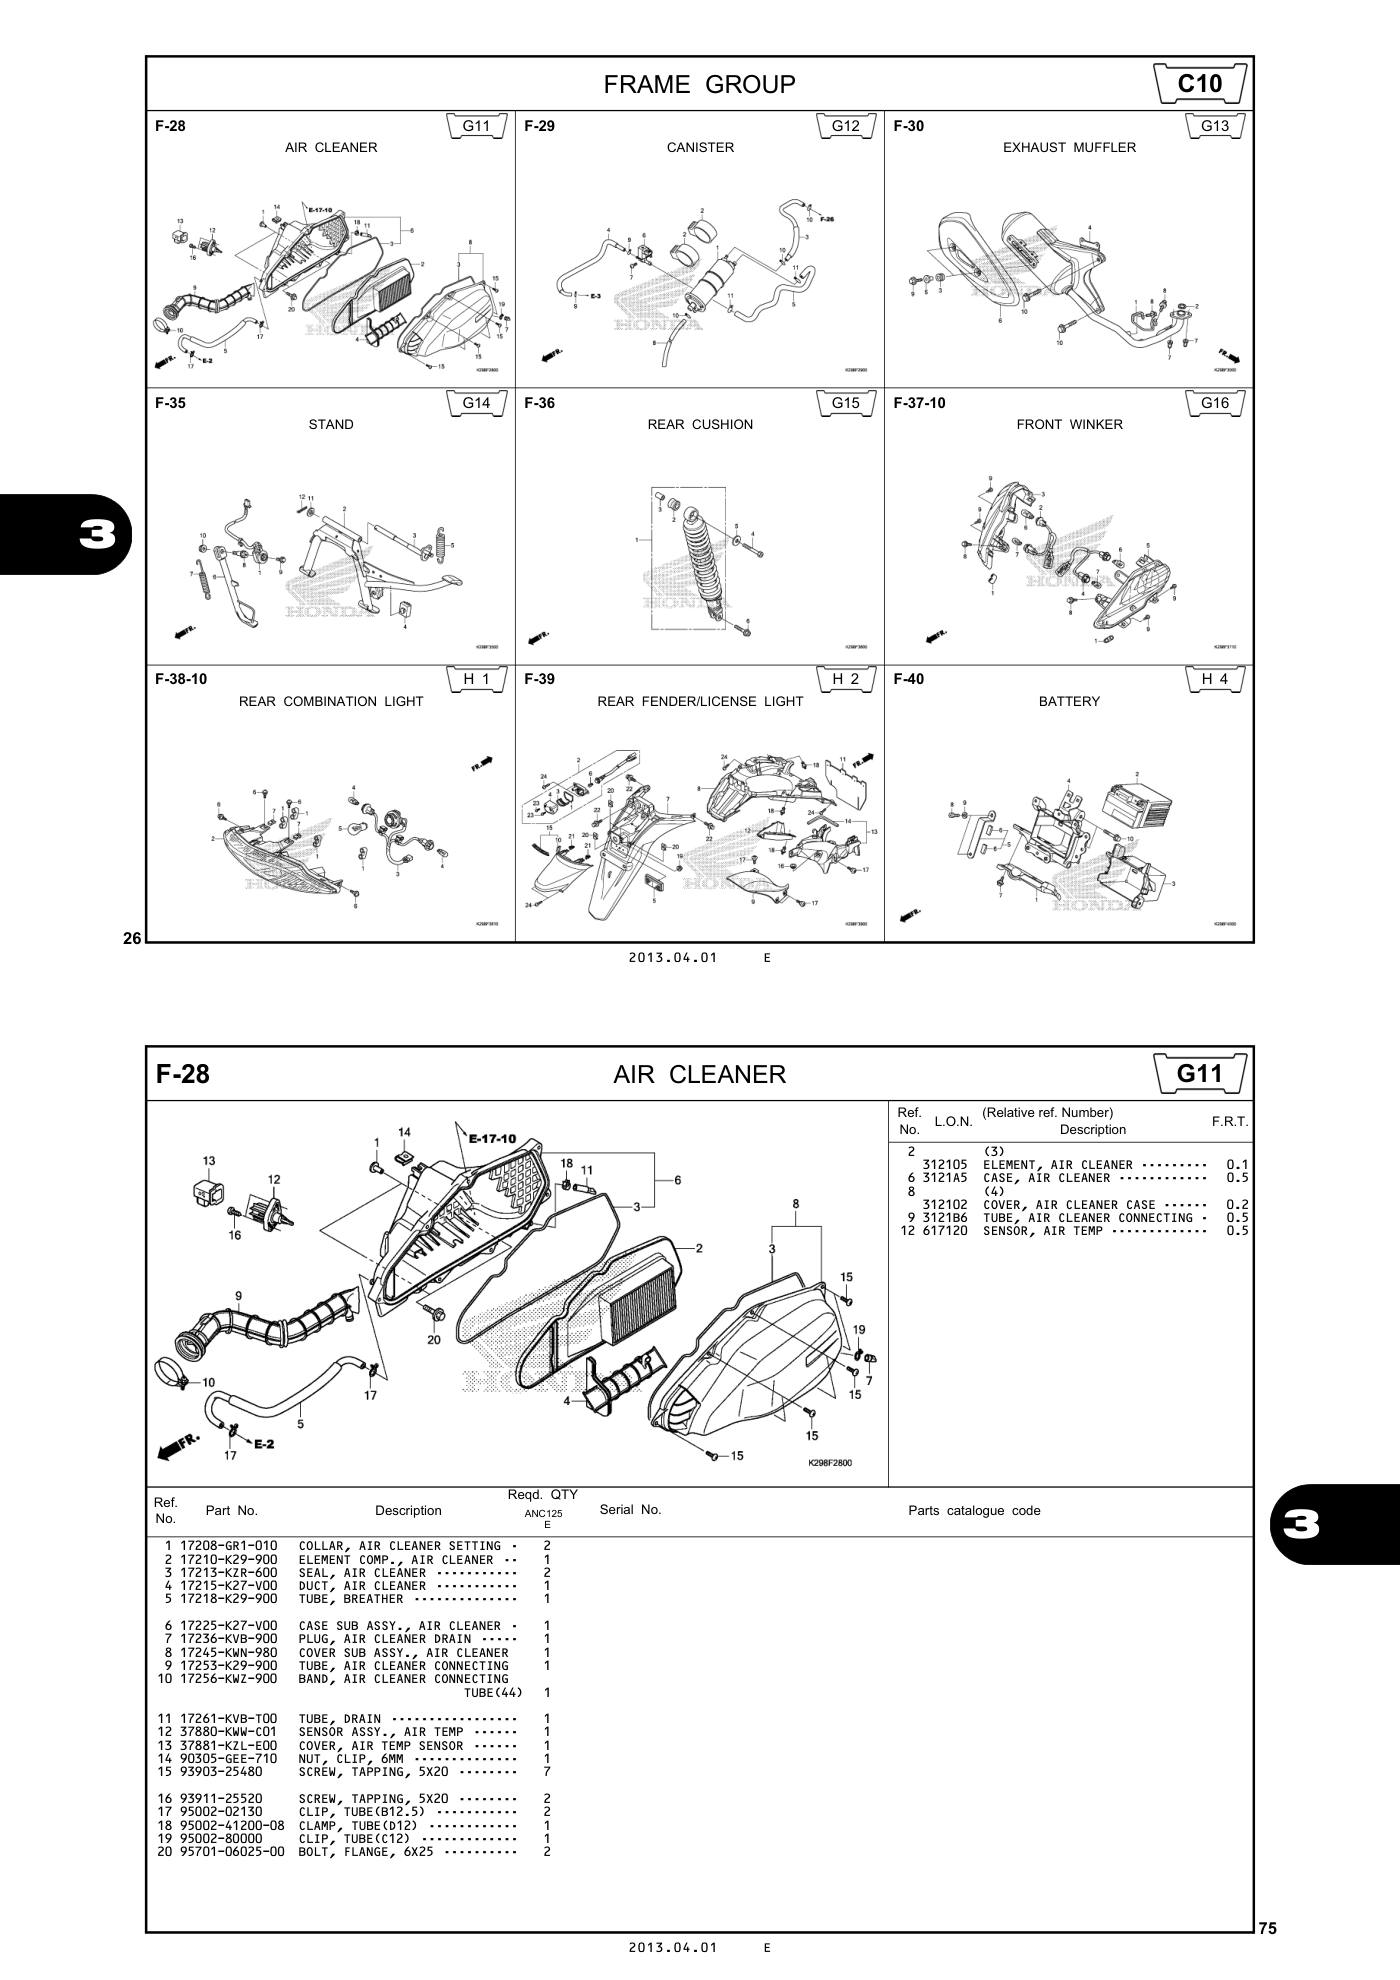 FRAME GROUP
C10
F-28
G11
AIR CLEANER
F-29
G12
CANISTER
F-30
G13
EXHAUST MUFFLER
F-35
G14
STAND
F-36
G15
REAR CUSHION
F-37-10
G16
FRONT WINKER
F-38-10
H 1
REAR COMBINATION LIGHT
F-39
H 2
REAR FENDER/LICENSE LIGHT
F-40
H 4
BATTERY
3
26
2013.04.01 E
F-28
AIR CLEANER
G11
E-17-10
E-2
FR.
HONDA
K298F2800
Ref. No. L.O.N. (Relative ref. Number) Description F.R.T.
2 (3)
312105 ELEMENT, AIR CLEANER --------- 0.1
6 3121A5 CASE, AIR CLEANER ------------ 0.5
8 (4)
312102 COVER, AIR CLEANER CASE ------ 0.2
9 3121B6 TUBE, AIR CLEANER CONNECTING - 0.5
12 617120 SENSOR, AIR TEMP ------------- 0.5
Ref. No. Part No. Description Reqd. QTY ANC125 E Serial No. Parts catalogue code
1 17208-GR1-010 COLLAR, AIR CLEANER SETTING - 2
2 17210-K29-900 ELEMENT COMP., AIR CLEANER -- 1
3 17213-KZR-600 SEAL, AIR CLEANER ----------- 2
4 17215-K27-V00 DUCT, AIR CLEANER ----------- 1
5 17218-K29-900 TUBE, BREATHER -------------- 1
6 17225-K27-V00 CASE SUB ASSY., AIR CLEANER - 1
7 17236-KVB-900 PLUG, AIR CLEANER DRAIN ----- 1
8 17245-KWN-980 COVER SUB ASSY., AIR CLEANER 1
9 17253-K29-900 TUBE, AIR CLEANER CONNECTING 1
10 17256-KWZ-900 BAND, AIR CLEANER CONNECTING
TUBE(44) 1
11 17261-KVB-T00 TUBE, DRAIN ----------------- 1
12 37880-KWW-C01 SENSOR ASSY., AIR TEMP ------ 1
13 37881-KZL-E00 COVER, AIR TEMP SENSOR ------ 1
14 90305-GEE-710 NUT, CLIP, 6MM -------------- 1
15 93903-25480 SCREW, TAPPING, 5X20 -------- 7
16 93911-25520 SCREW, TAPPING, 5X20 -------- 2
17 95002-02130 CLIP, TUBE(B12.5) ----------- 2
18 95002-41200-08 CLAMP, TUBE(D12) ------------ 1
19 95002-80000 CLIP, TUBE(C12) ------------- 1
20 95701-06025-00 BOLT, FLANGE, 6X25 ---------- 2
3
75
2013.04.01 E